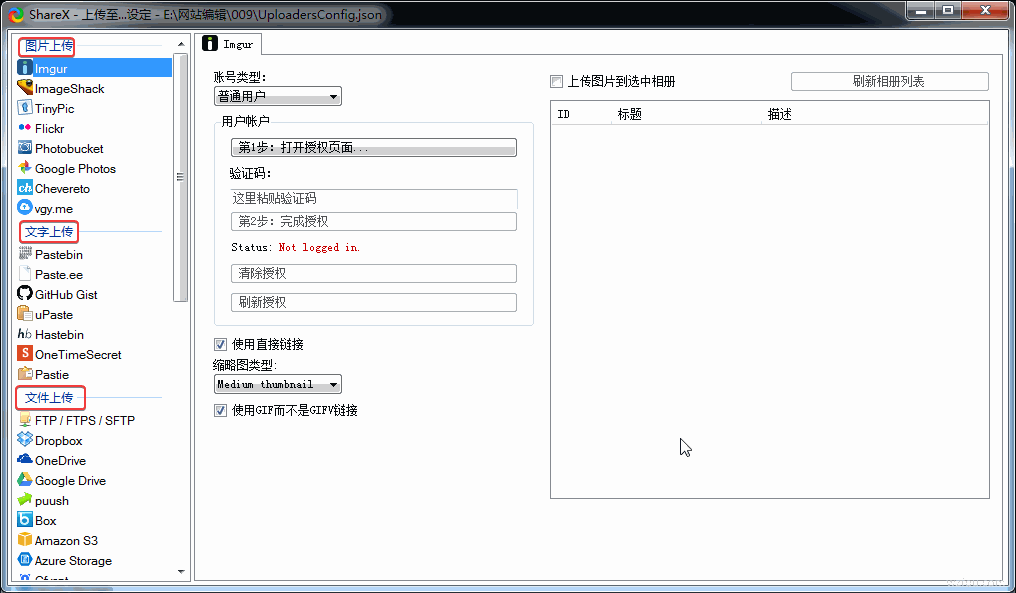 ShareX - 上传至...设定 - E:\网站编辑\009\UploadersConfig.json
图片上传
Imgur
ImageShack
TinyPic
Flickr
Photobucket
Google Photos
Chevereto
vgy.me
文字上传
Pastebin
Paste.ee
GitHub Gist
uPaste
Hastebin
OneTimeSecret
Pastie
文件上传
FTP / FTPS / SFTP
Dropbox
OneDrive
Google Drive
puush
Box
Amazon S3
Azure Storage
Imgur
账号类型:
普通用户
用户帐户
第1步: 打开授权页面...
验证码:
这里粘贴验证码
第2步: 完成授权
Status: Not logged in.
清除授权
刷新授权
使用直接链接
缩略图类型:
Medium thumbnail
使用GIF而不是GIFV链接
上传图片到选中相册
刷新相册列表
ID 标题 描述